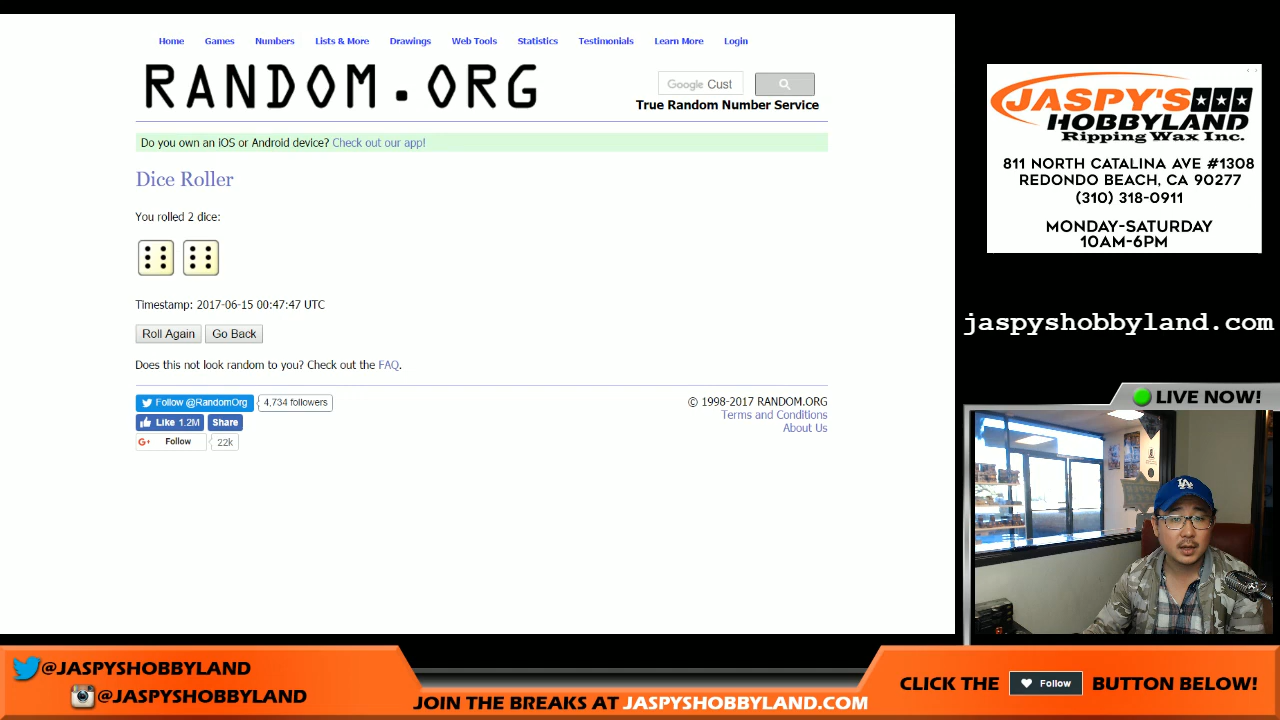 Home Games Numbers Lists & More Drawings Web Tools Statistics Testimonials Learn More Login
RANDOM.ORG
Google Cust
True Random Number Service
Do you own an iOS or Android device? Check out our app!
Dice Roller
You rolled 2 dice:
Timestamp: 2017-06-15 00:47:47 UTC
Roll Again Go Back
Does this not look random to you? Check out the FAQ.
Follow @RandomOrg 4,734 followers
Like 1.2M Share
G+ Follow 22k
© 1998-2017 RANDOM.ORG
Terms and Conditions
About Us
JASPY'S
HOBBYLAND
Ripping Wax Inc.
811 NORTH CATALINA AVE #1308
REDONDO BEACH, CA 90277
(310) 318-0911
MONDAY-SATURDAY
10AM-6PM
jaspyshobbyland.com
LIVE NOW!
LA
@JASPYSHOBBYLAND
@JASPYSHOBBYLAND
JOIN THE BREAKS AT JASPYSHOBBYLAND.COM
CLICK THE Follow BUTTON BELOW!